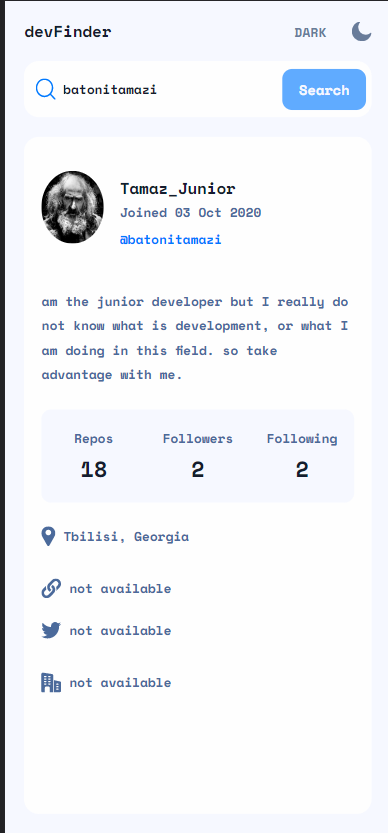 devFinder DARK
batonitamazi Search
Tamaz_Junior
Joined 03 Oct 2020
@batonitamazi
am the junior developer but I really do
not know what is development, or what I
am doing in this field. so take
advantage with me.
Repos Followers Following
18 2 2
Tbilisi, Georgia
not available
not available
not available